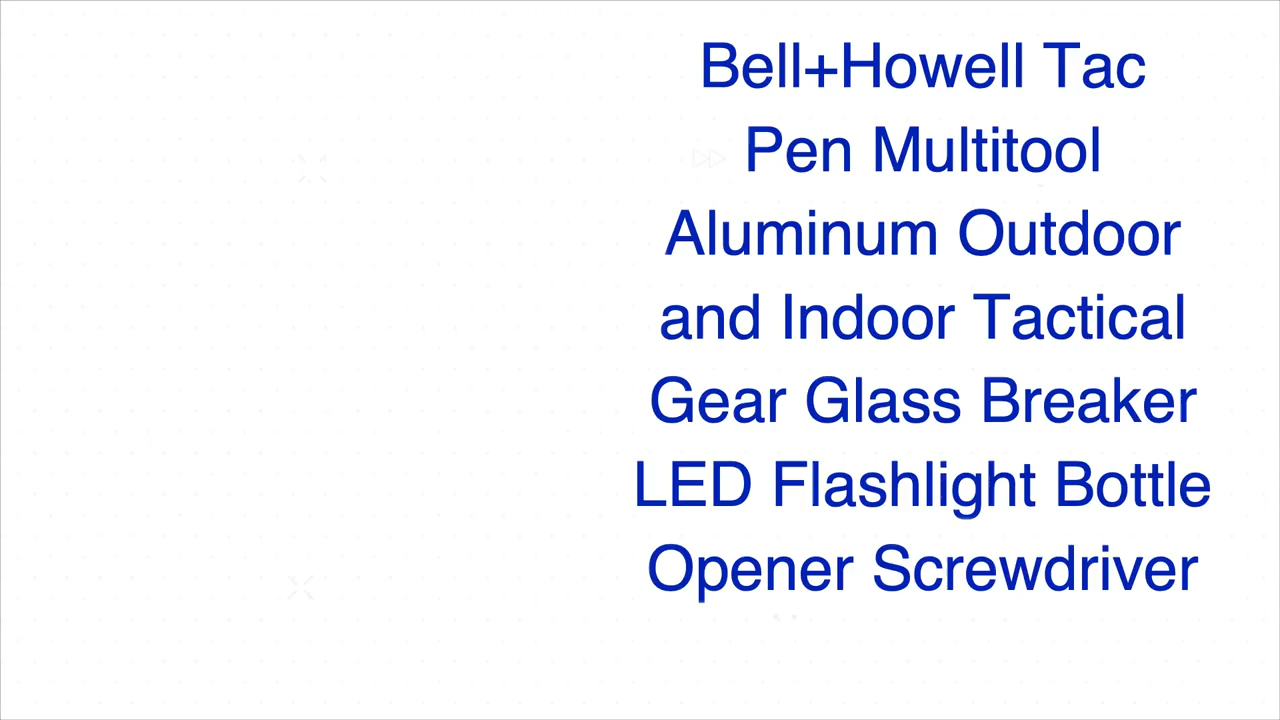 Bell+Howell Tac
Pen Multitool
Aluminum Outdoor
and Indoor Tactical
Gear Glass Breaker
LED Flashlight Bottle
Opener Screwdriver